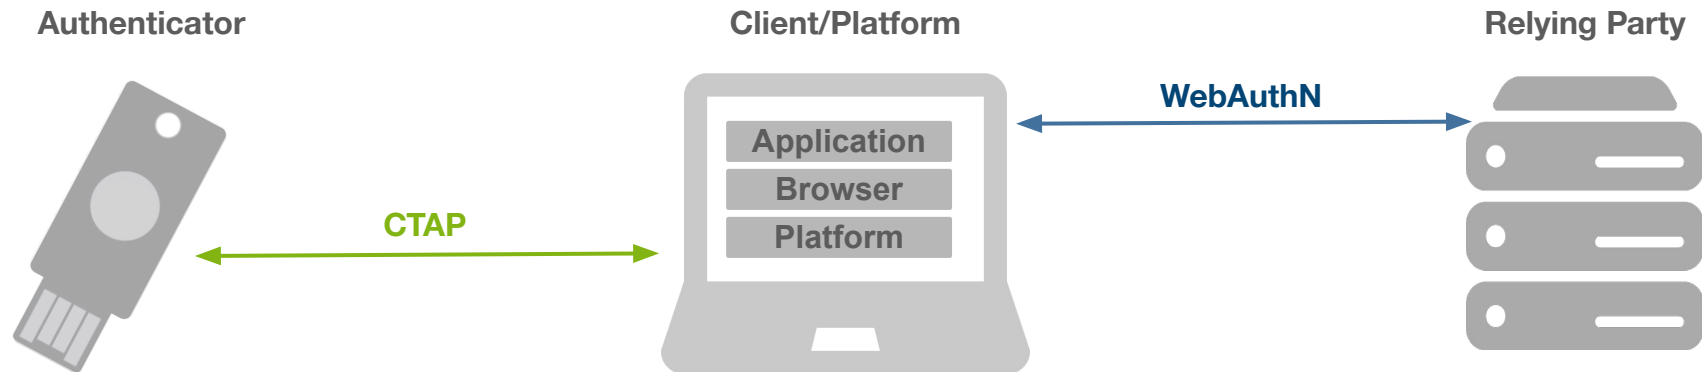 Authenticator
Client/Platform
Relying Party
WebAuthN
Application
Browser
CTAP
Platform